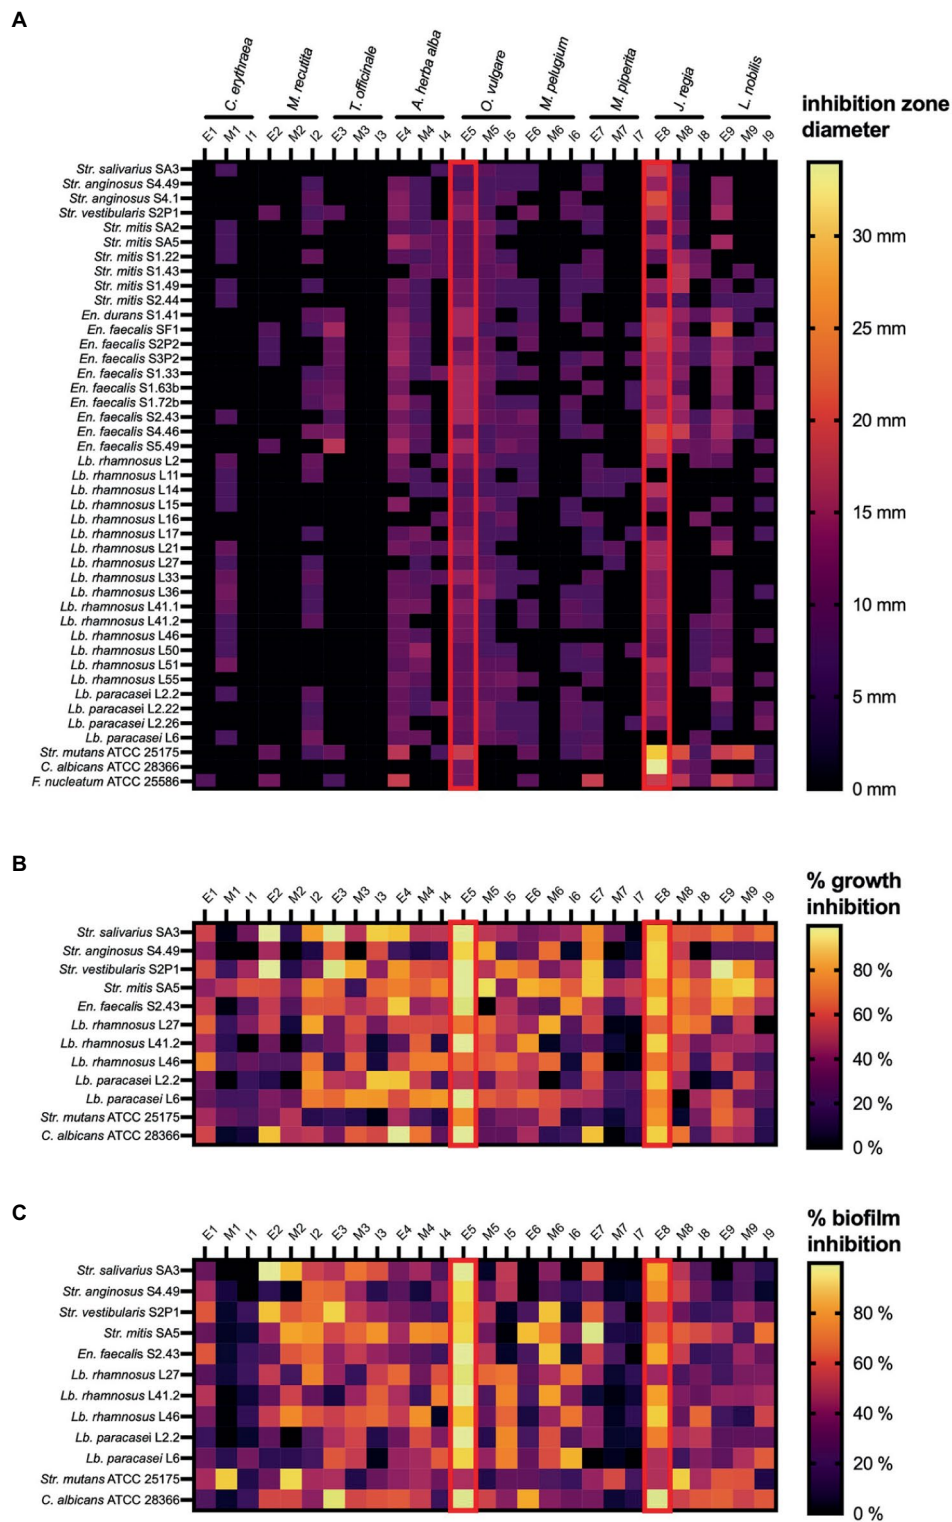 A
C. erythraea
M. recutita
T. officinale
A. herba alba
O. vulgare
M. pelugium
M. piperita
J. regia
L. nobilis
inhibition zone
diameter
E1 M1 I1 E2 M2 I2 E3 M3 I3 E4 M4 I4 E5 M5 I5 E6 M6 I6 E7 M7 I7 E8 M8 I8 E9 M9 I9
Str. salivarius SA3
Str. anginosus S4.49
Str. anginosus S4.1
Str. vestibularis S2P1
Str. mitis SA2
Str. mitis SA5
Str. mitis S1.22
Str. mitis S1.43
Str. mitis S1.49
Str. mitis S2.44
En. durans S1.41
En. faecalis SF1
En. faecalis S2P2
En. faecalis S3P2
En. faecalis S1.33
En. faecalis S1.63b
En. faecalis S1.72b
En. faecalis S2.43
En. faecalis S4.46
En. faecalis S5.49
Lb. rhamnosus L2
Lb. rhamnosus L11
Lb. rhamnosus L14
Lb. rhamnosus L15
Lb. rhamnosus L16
Lb. rhamnosus L17
Lb. rhamnosus L21
Lb. rhamnosus L27
Lb. rhamnosus L33
Lb. rhamnosus L36
Lb. rhamnosus L41.1
Lb. rhamnosus L41.2
Lb. rhamnosus L46
Lb. rhamnosus L50
Lb. rhamnosus L51
Lb. rhamnosus L55
Lb. paracasei L2.2
Lb. paracasei L2.22
Lb. paracasei L2.26
Lb. paracasei L6
Str. mutans ATCC 25175
C. albicans ATCC 28366
F. nucleatum ATCC 25586
30 mm
25 mm
20 mm
15 mm
10 mm
5 mm
0 mm
B
% growth
inhibition
E1 M1 I1 E2 M2 I2 E3 M3 I3 E4 M4 I4 E5 M5 I5 E6 M6 I6 E7 M7 I7 E8 M8 I8 E9 M9 I9
Str. salivarius SA3
Str. anginosus S4.49
Str. vestibularis S2P1
Str. mitis SA5
En. faecalis S2.43
Lb. rhamnosus L27
Lb. rhamnosus L41.2
Lb. rhamnosus L46
Lb. paracasei L2.2
Lb. paracasei L6
Str. mutans ATCC 25175
C. albicans ATCC 28366
80 %
60 %
40 %
20 %
0 %
C
% biofilm
inhibition
E1 M1 I1 E2 M2 I2 E3 M3 I3 E4 M4 I4 E5 M5 I5 E6 M6 I6 E7 M7 I7 E8 M8 I8 E9 M9 I9
Str. salivarius SA3
Str. anginosus S4.49
Str. vestibularis S2P1
Str. mitis SA5
En. faecalis S2.43
Lb. rhamnosus L27
Lb. rhamnosus L41.2
Lb. rhamnosus L46
Lb. paracasei L2.2
Lb. paracasei L6
Str. mutans ATCC 25175
C. albicans ATCC 28366
80 %
60 %
40 %
20 %
0 %